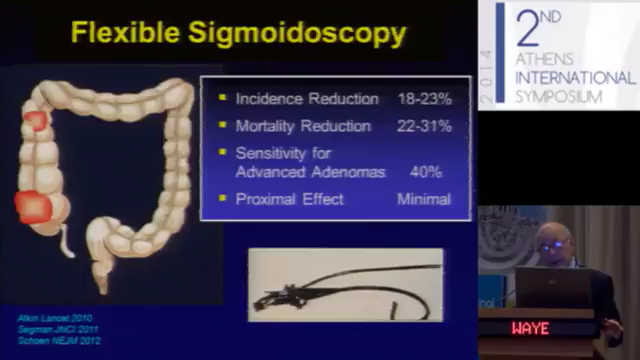 Flexible Sigmoidoscopy
Incidence Reduction 18-23%
Mortality Reduction 22-31%
Sensitivity for
Advanced Adenomas 40%
Proximal Effect Minimal
Atkin Lancet 2010
Segman JNCI 2011
Schoen NEJM 2012
2014
2ND
ATHENS
INTERNATIONAL
SYMPOSIUM
WAYE